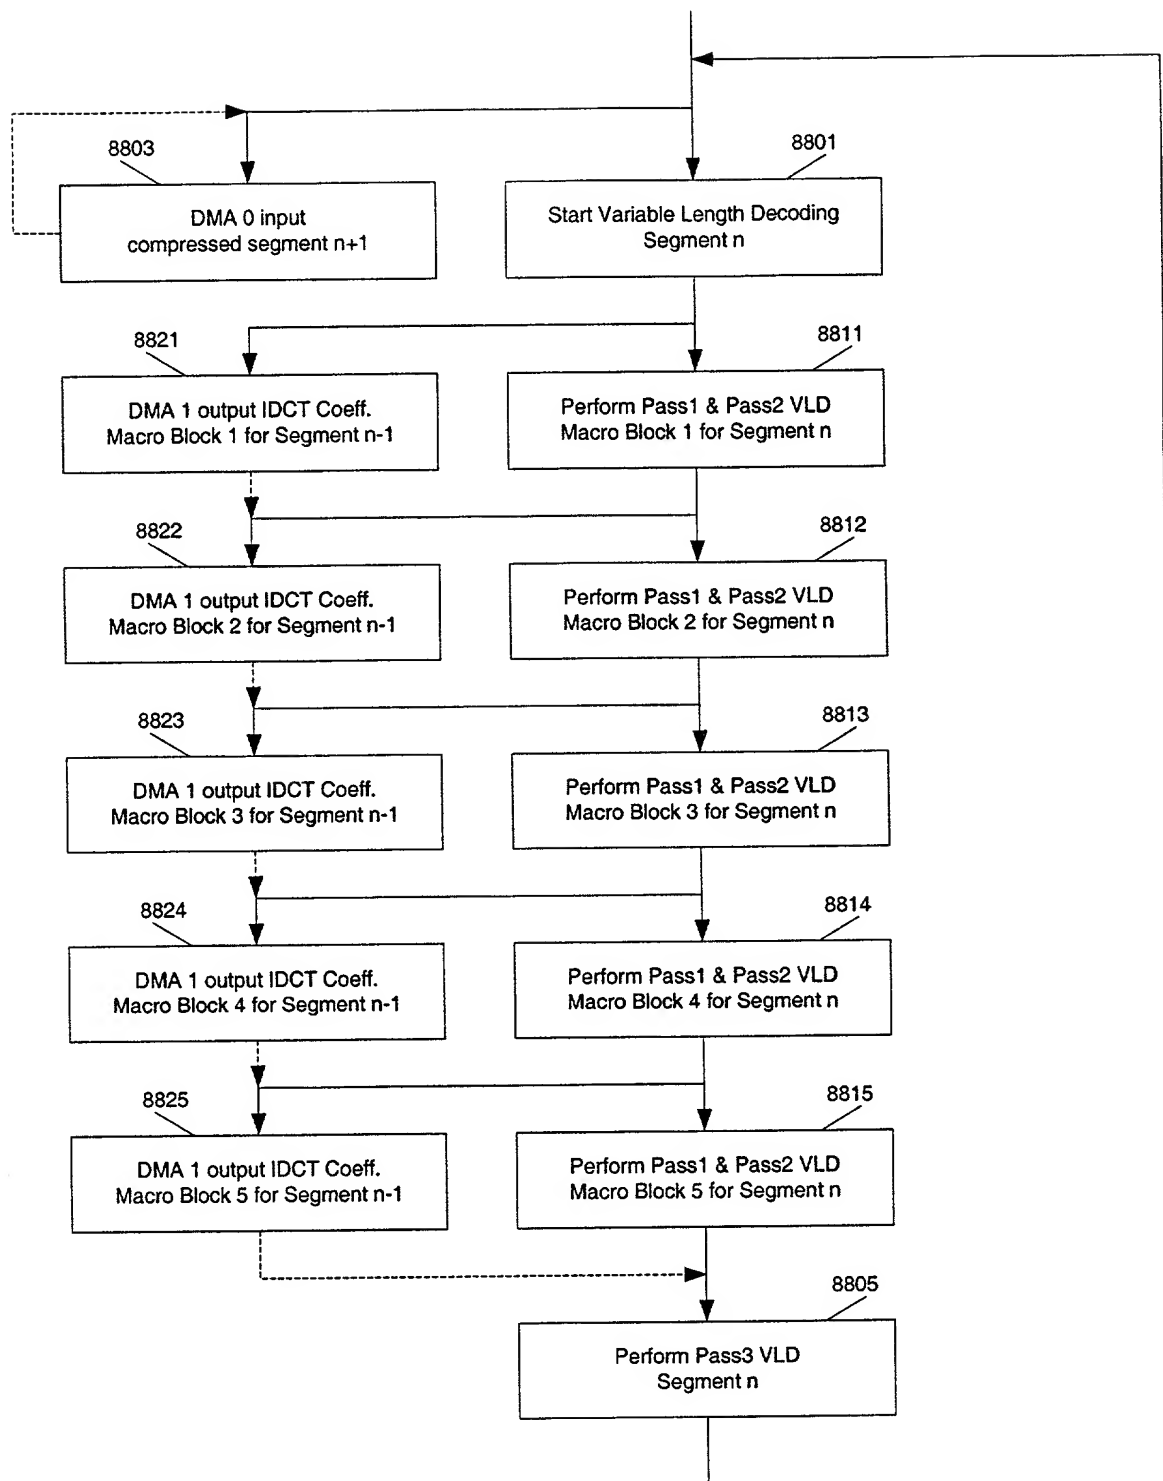 8803
8801
DMA 0 input
compressed segment n+1
Start Variable Length Decoding
Segment n
8821
8811
DMA 1 output IDCT Coeff.
Macro Block 1 for Segment n-1
Perform Pass1 & Pass2 VLD
Macro Block 1 for Segment n
8822
8812
DMA 1 output IDCT Coeff.
Macro Block 2 for Segment n-1
Perform Pass1 & Pass2 VLD
Macro Block 2 for Segment n
8823
8813
DMA 1 output IDCT Coeff.
Macro Block 3 for Segment n-1
Perform Pass1 & Pass2 VLD
Macro Block 3 for Segment n
8824
8814
DMA 1 output IDCT Coeff.
Macro Block 4 for Segment n-1
Perform Pass1 & Pass2 VLD
Macro Block 4 for Segment n
8825
8815
DMA 1 output IDCT Coeff.
Macro Block 5 for Segment n-1
Perform Pass1 & Pass2 VLD
Macro Block 5 for Segment n
8805
Perform Pass3 VLD
Segment n